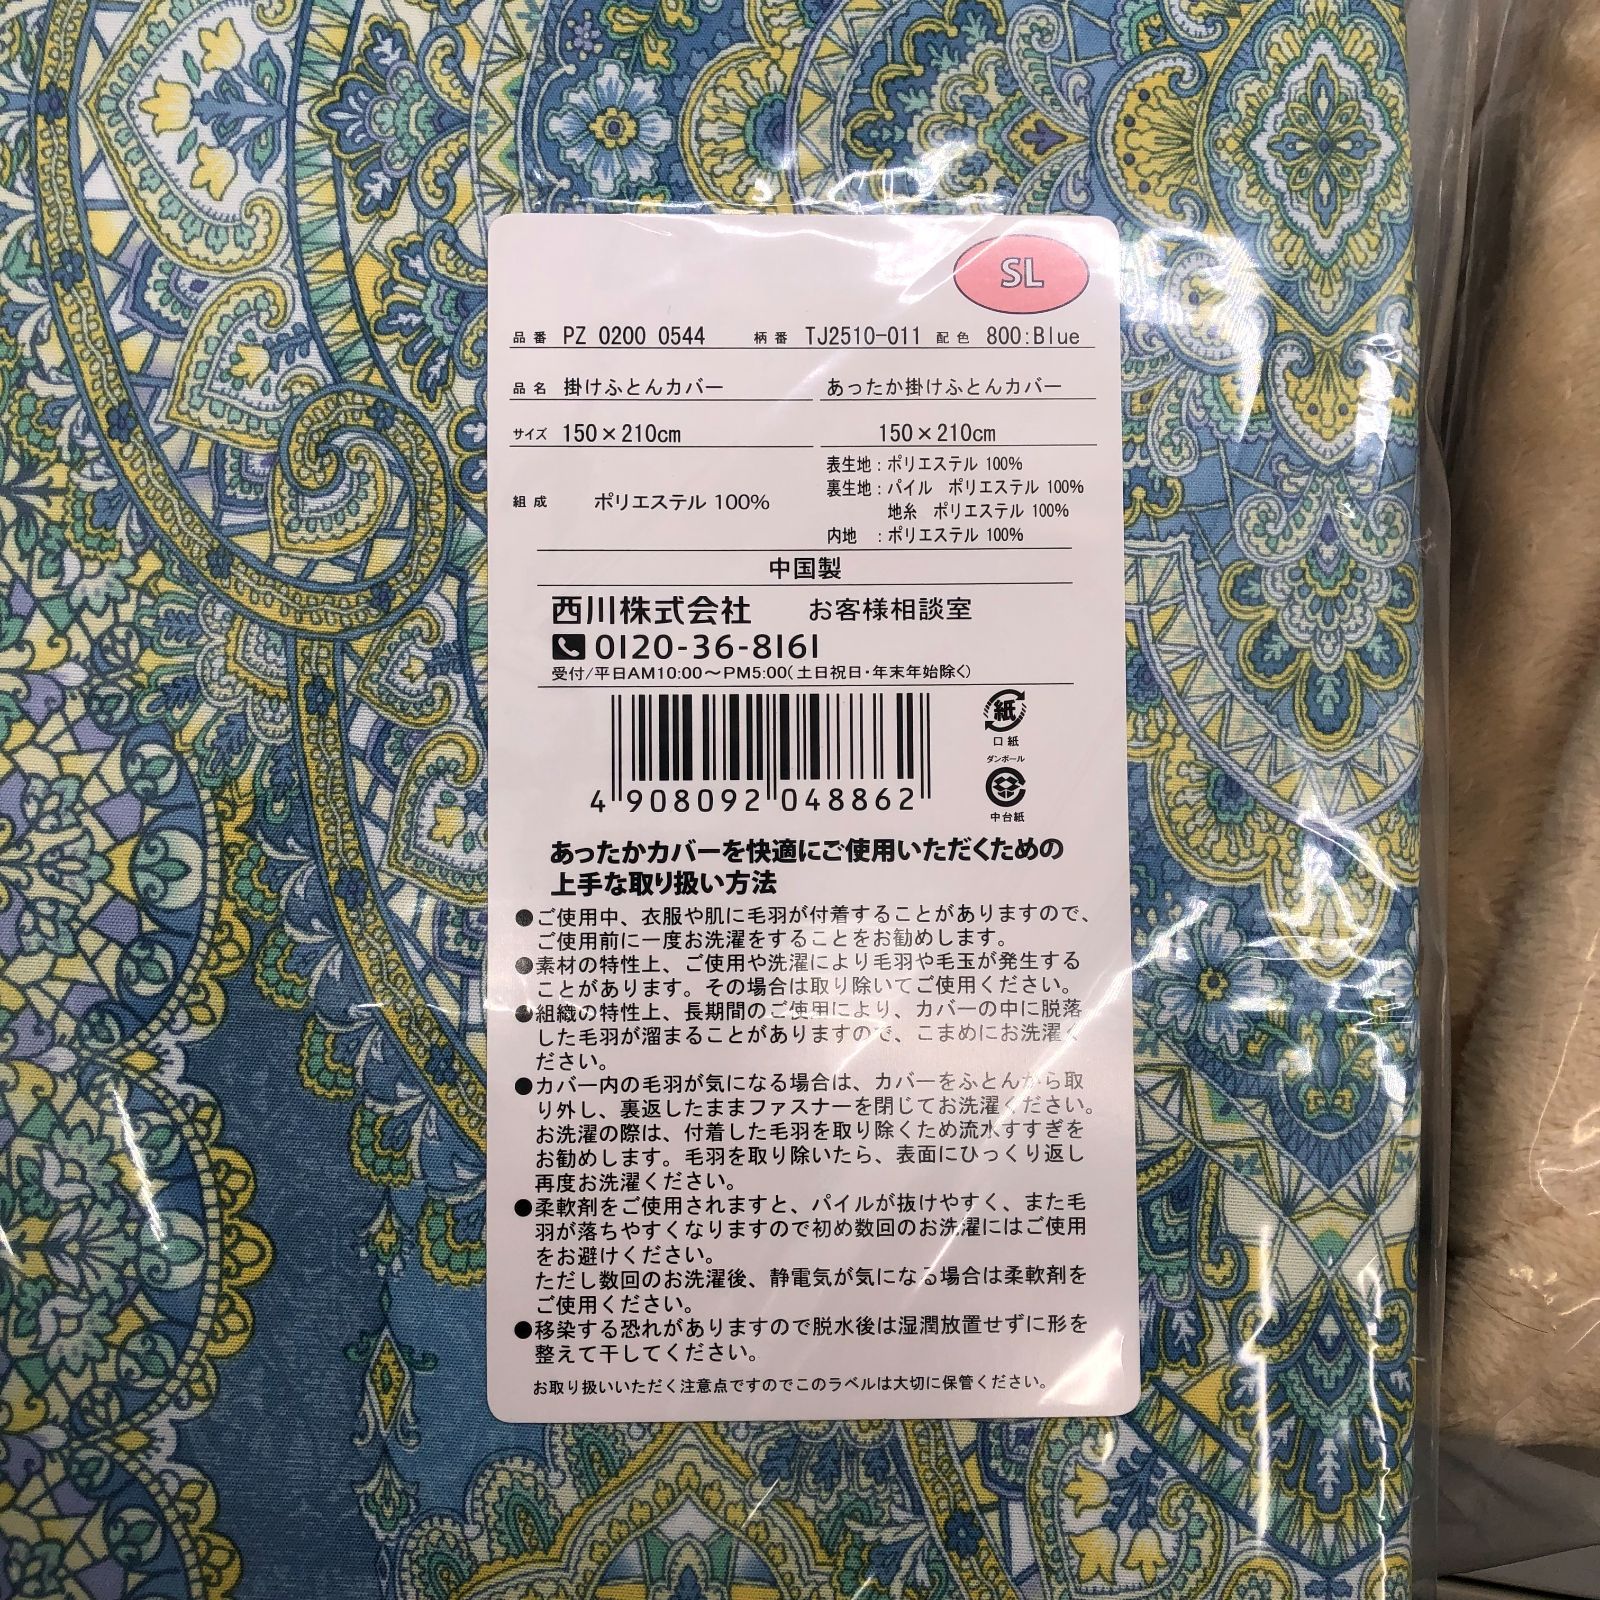 SL
品番 PZ 0200 0544 柄番 TJ2510-011 配色 800:Blue
品名 掛けふとんカバー あったか掛けふとんカバー
サイズ 150×210cm 150×210cm
組成 ポリエステル 100%
表生地:ポリエステル 100%
裏生地:パイル ポリエステル 100%
地糸 ポリエステル 100%
内地 :ポリエステル 100%
中国製
西川株式会社 お客様相談室
0120-36-8161
受付/平日AM10:00~PM5:00(土日祝日・年末年始除く)
紙
口紙
ダンボール
中台紙
4 908092 048862
あったかカバーを快適にご使用いただくための
上手な取り扱い方法
●ご使用中、衣服や肌に毛羽が付着することがありますので、
ご使用前に一度お洗濯をすることをお勧めします。
●素材の特性上、ご使用や洗濯により毛羽や毛玉が発生する
ことがあります。その場合は取り除いてご使用ください。
●組織の特性上、長期間のご使用により、カバーの中に脱落
した毛羽が溜まることがありますので、こまめにお洗濯く
ださい。
●カバー内の毛羽が気になる場合は、カバーをふとんから取
り外し、裏返したままファスナーを閉じてお洗濯ください。
お洗濯の際は、付着した毛羽を取り除くため流水すすぎを
お勧めします。毛羽を取り除いたら、表面にひっくり返し
再度お洗濯ください。
●柔軟剤をご使用されますと、パイルが抜けやすく、また毛
羽が落ちやすくなりますので初め数回のお洗濯にはご使用
をお避けください。
ただし数回のお洗濯後、静電気が気になる場合は柔軟剤を
ご使用ください。
●移染する恐れがありますので脱水後は湿潤放置せずに形を
整えて干してください。
お取り扱いいただく注意点ですのでこのラベルは大切に保管ください。